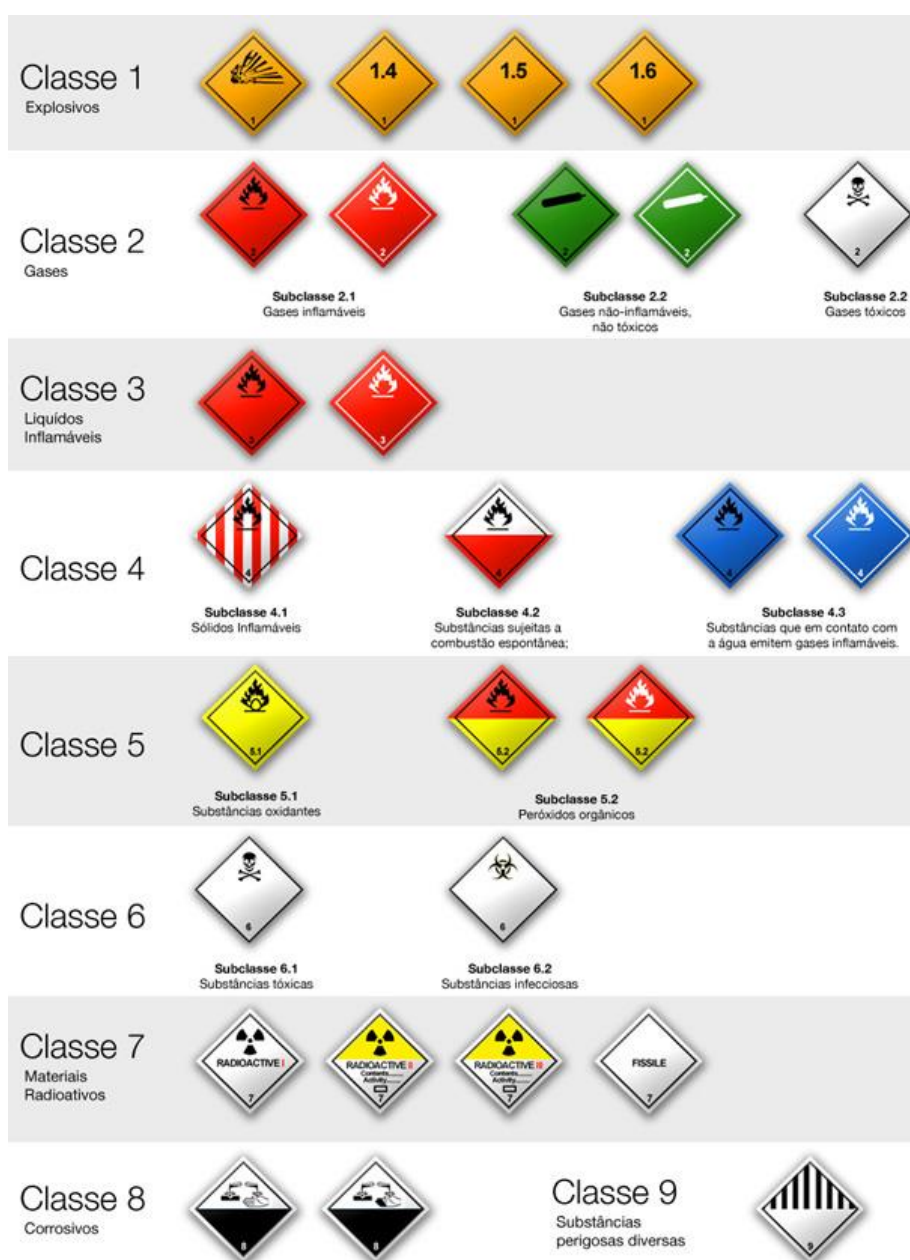 Classe 1
Explosivos
1
1.4
1
1.5
1
1.6
1
Classe 2
Gases
2
2
2
2
2
Subclasse 2.1
Gases inflamáveis
Subclasse 2.2
Gases não-inflamáveis,
não tóxicos
Subclasse 2.2
Gases tóxicos
Classe 3
Liquídos
Inflamáveis
3
3
Classe 4
4
4
4
4
Subclasse 4.1
Sólidos Inflamáveis
Subclasse 4.2
Substâncias sujeitas a
combustão espontânea;
Subclasse 4.3
Substâncias que em contato com
a água emitem gases inflamáveis.
Classe 5
5.1
5.2
5.2
Subclasse 5.1
Substâncias oxidantes
Subclasse 5.2
Peróxidos orgânicos
Classe 6
6
6
Subclasse 6.1
Substâncias tóxicas
Subclasse 6.2
Substâncias infecciosas
Classe 7
Materiais
Radioativos
RADIOACTIVE I
7
RADIOACTIVE II
Contents
Activity
7
RADIOACTIVE III
Contents
Activity
7
FISSILE
7
Classe 8
Corrosivos
8
8
Classe 9
Substâncias
perigosas diversas
9